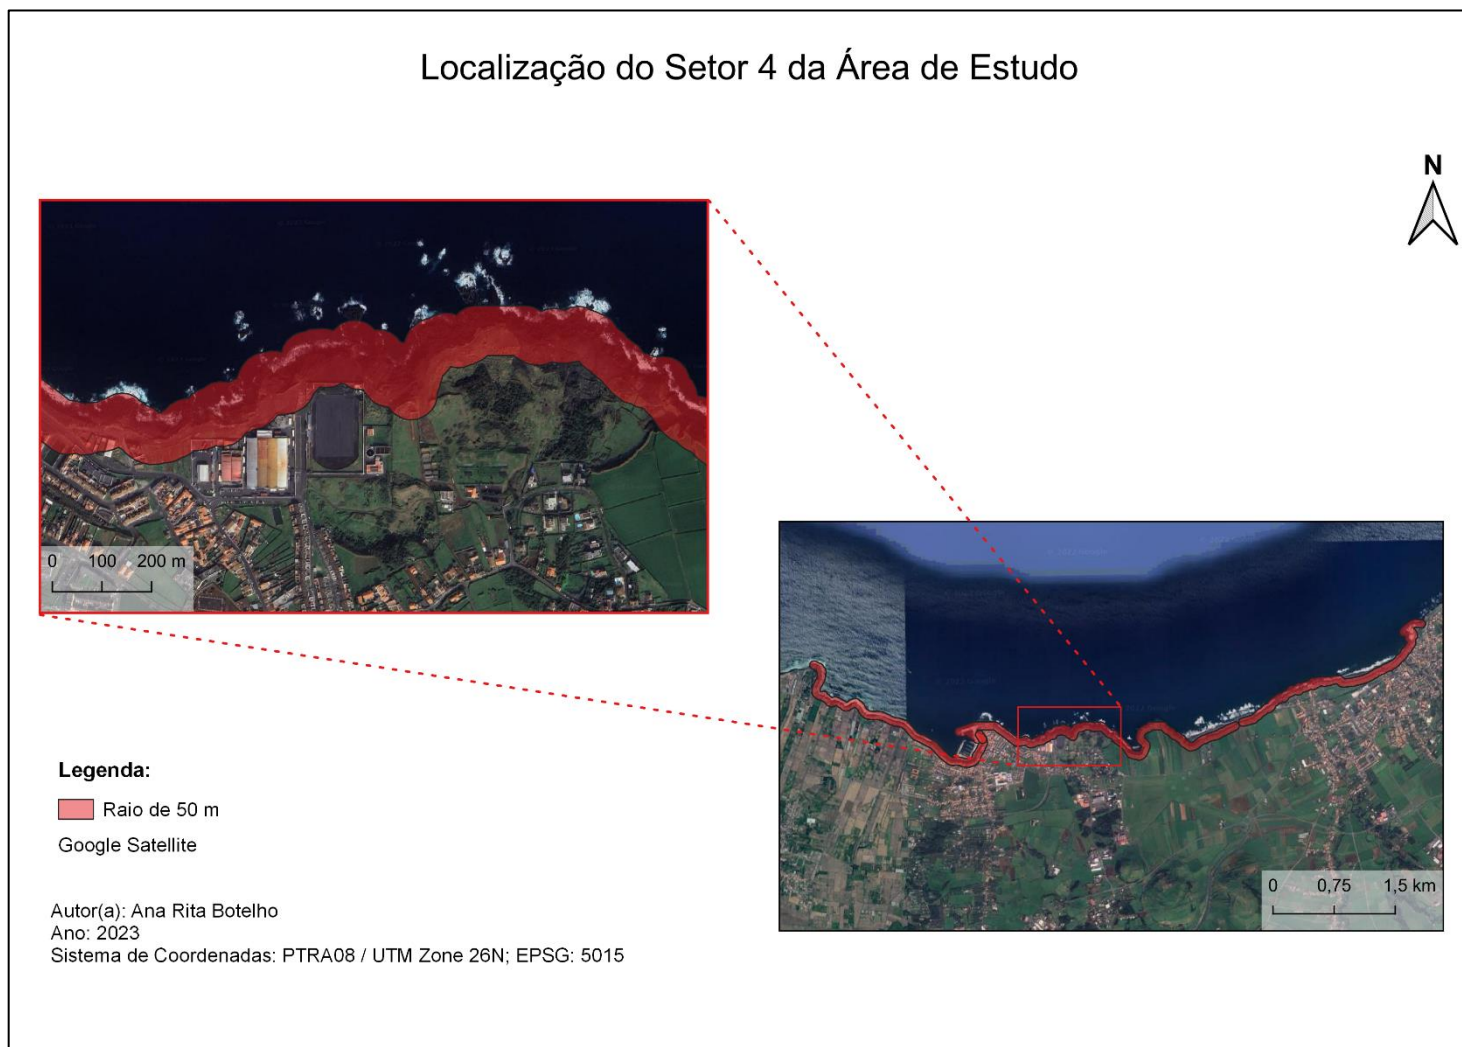 Localização do Setor 4 da Área de Estudo
N
0 100 200 m
0 0,75 1,5 km
Legenda:
Raio de 50 m
Google Satellite
Autor(a): Ana Rita Botelho
Ano: 2023
Sistema de Coordenadas: PTRA08 / UTM Zone 26N; EPSG: 5015